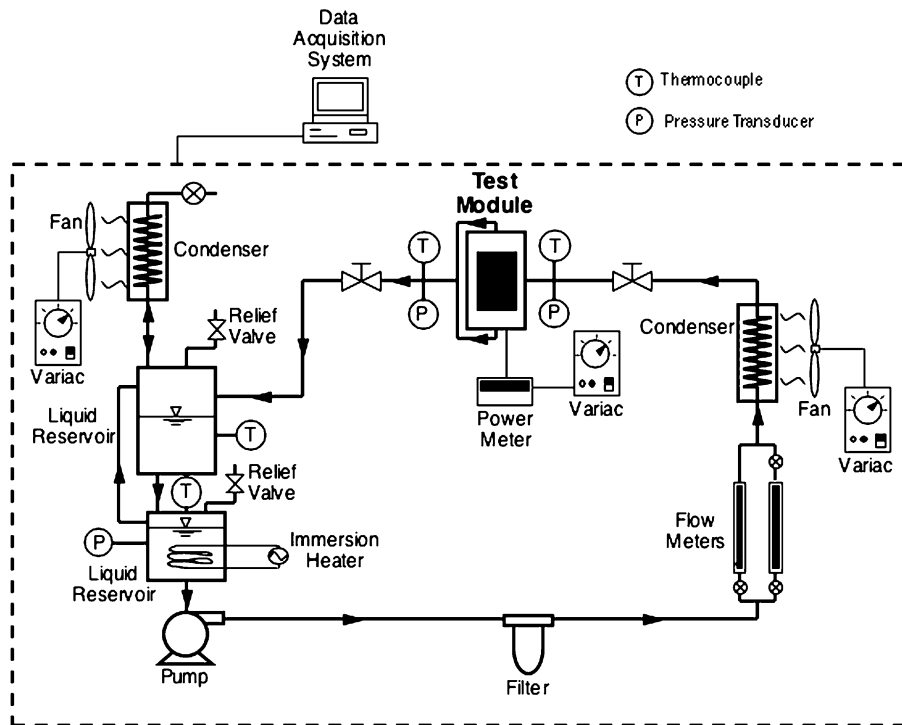 Data
Acquisition
System
T Thermocouple
P Pressure Transducer
Test
Module
Fan
Condenser
T
T
P
P
Relief
Valve
Condenser
Variac
Liquid
Reservoir
Power
Meter
Variac
Fan
T
Variac
Relief
Valve
T
Flow
Meters
P
Immersion
Heater
Liquid
Reservoir
Pump
Filter